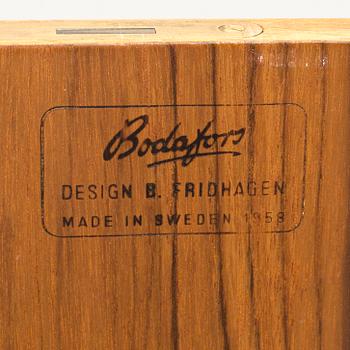 Bodafors
DESIGN B. FRIDHAGEN
MADE IN SWEDEN 1958